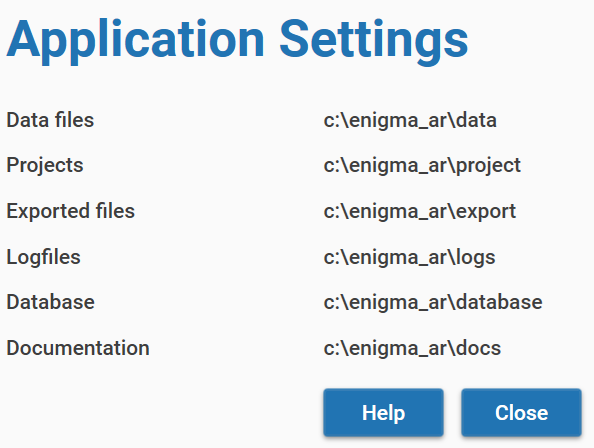 Application Settings
Data files c:\enigma_ar\data
Projects c:\enigma_ar\project
Exported files c:\enigma_ar\export
Logfiles c:\enigma_ar\logs
Database c:\enigma_ar\database
Documentation c:\enigma_ar\docs
Help Close